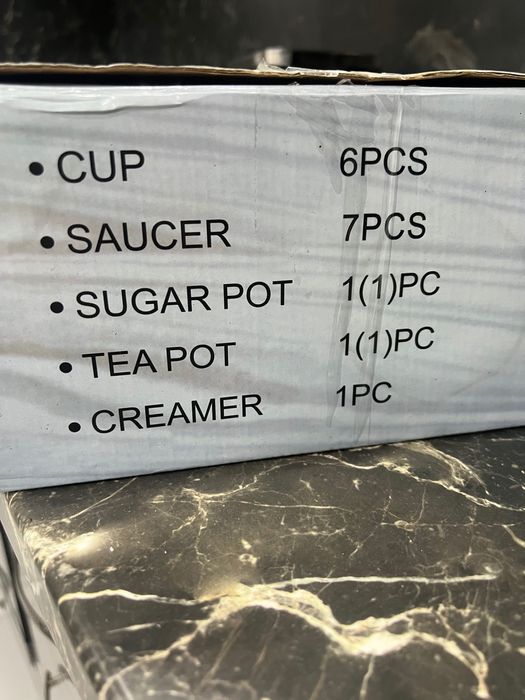 • CUP 6PCS
• SAUCER 7PCS
• SUGAR POT 1(1)PC
• TEA POT 1(1)PC
• CREAMER 1PC